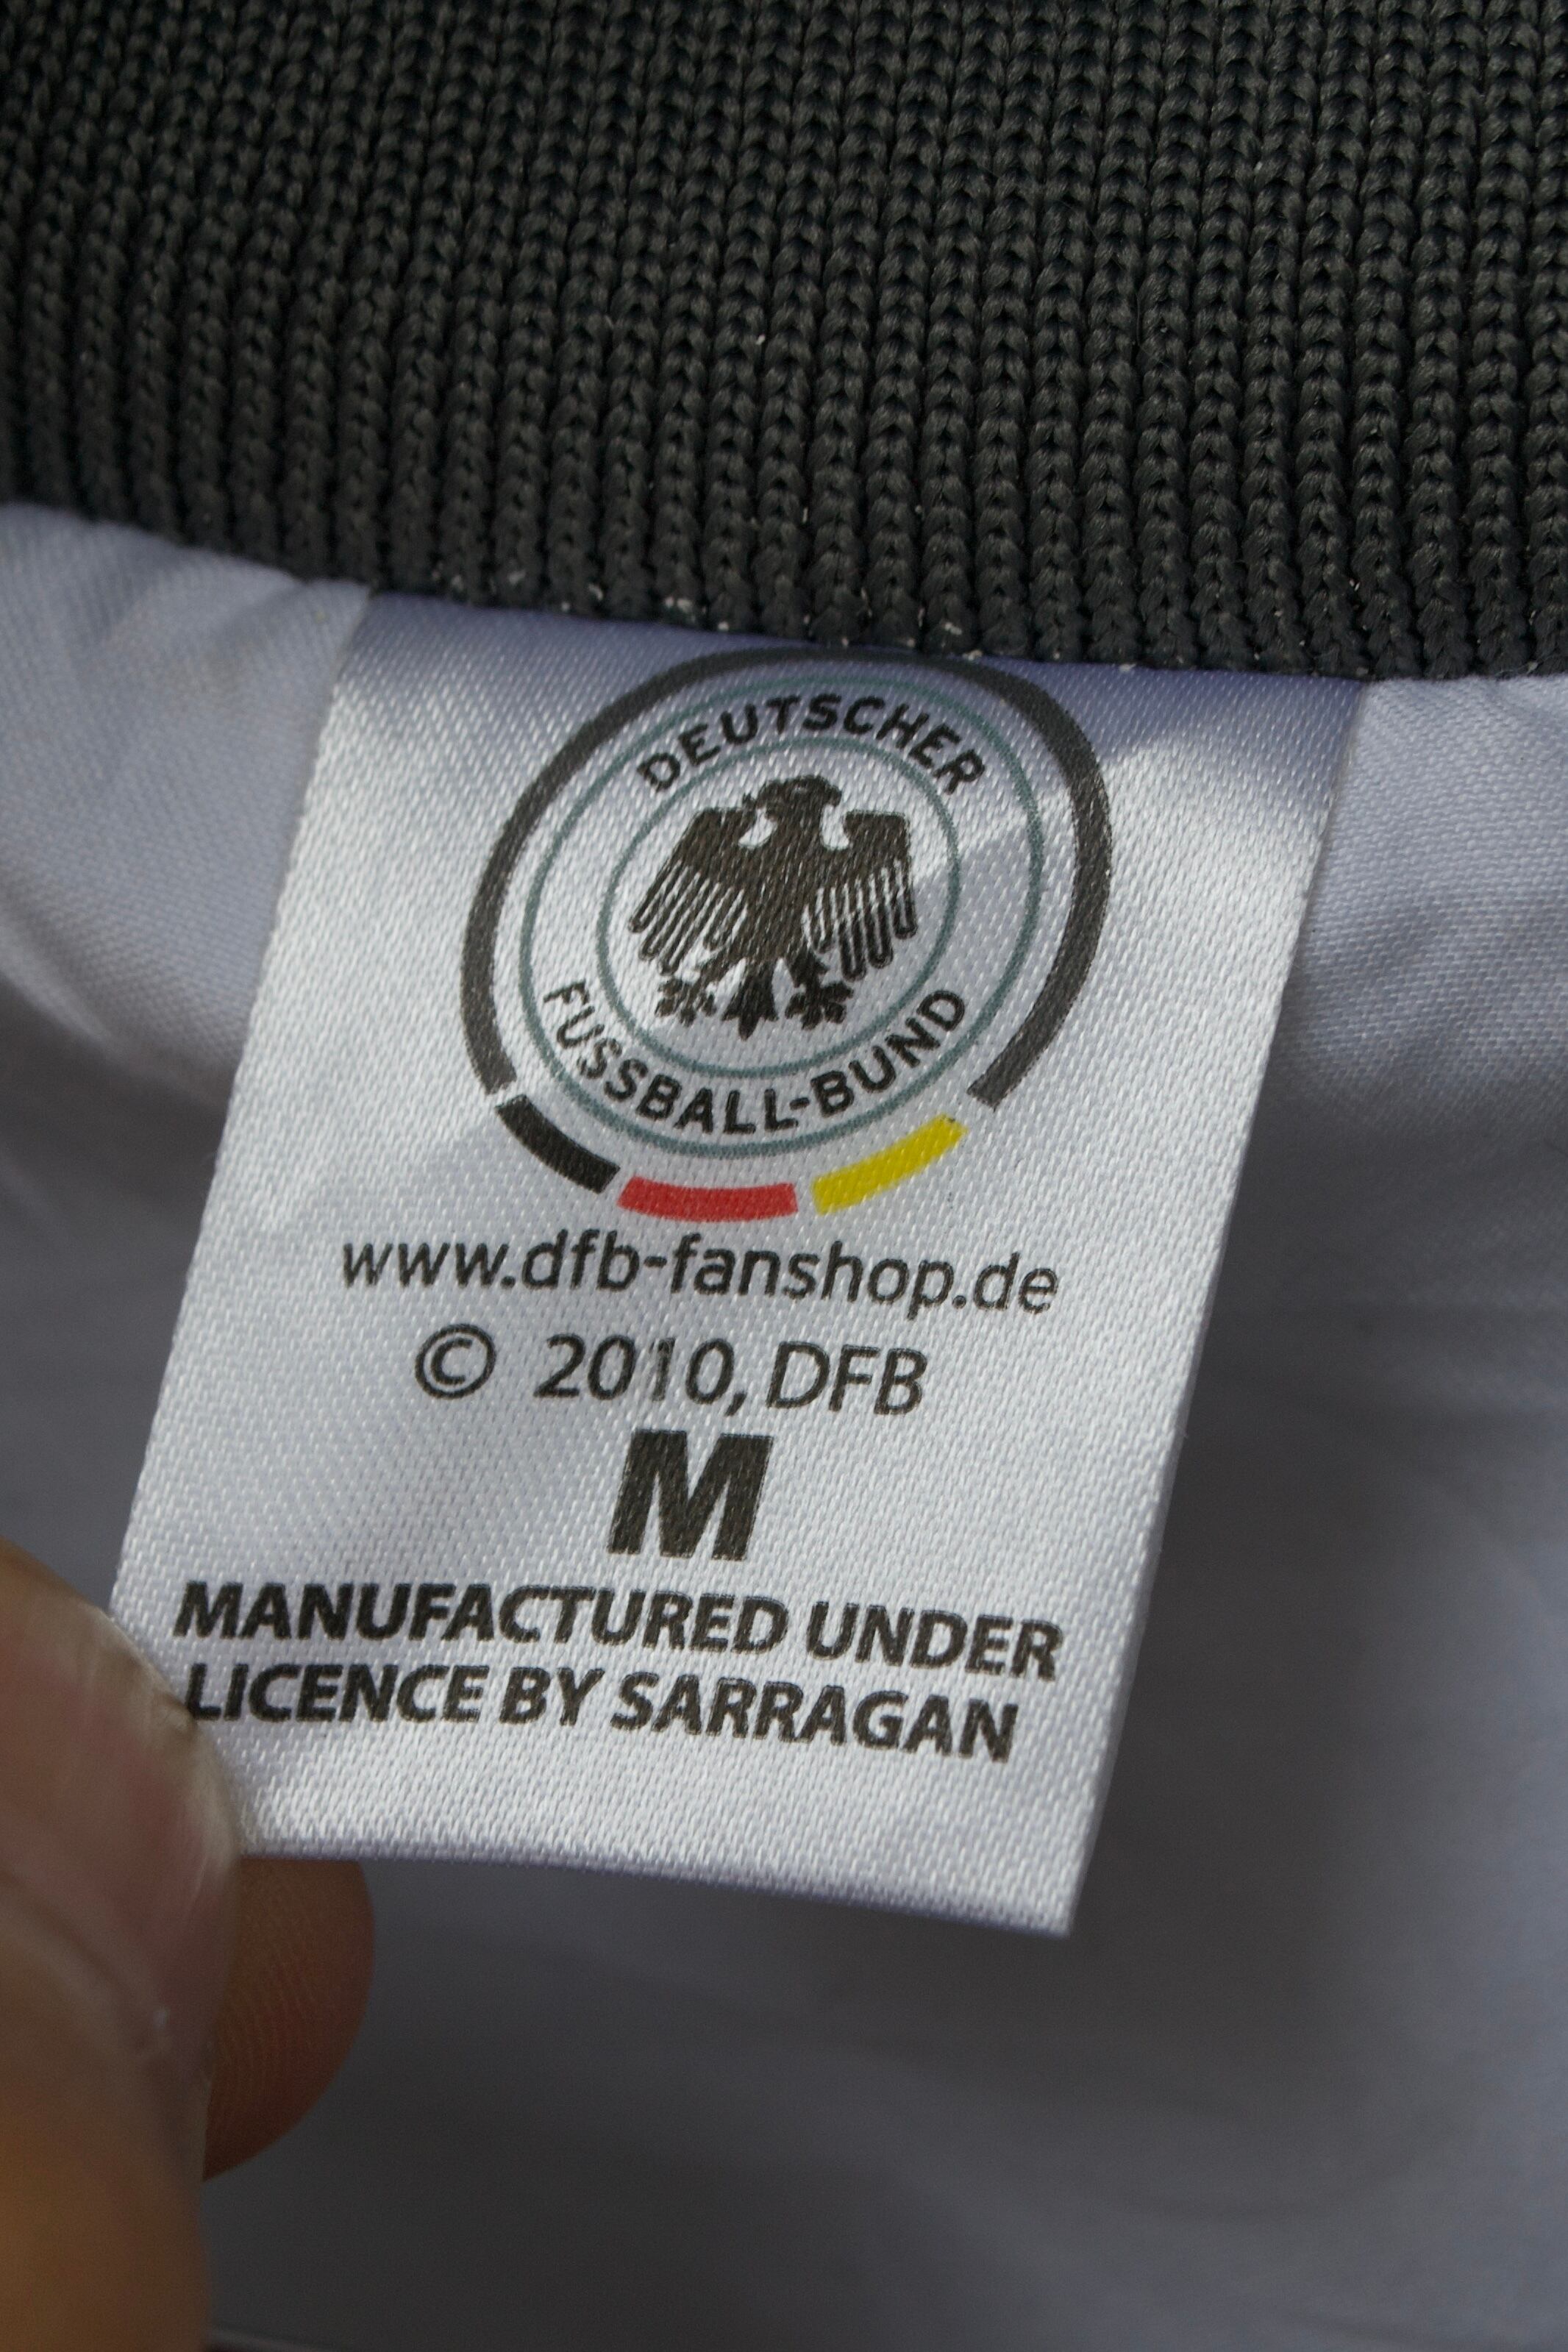 DEUTSCHER
FUSSBALL-BUND
www.dfb-fanshop.de
© 2010, DFB
M
MANUFACTURED UNDER
LICENCE BY SARRAGAN